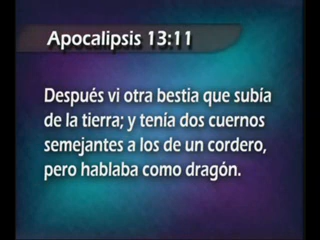 Apocalipsis 13:11
Después vi otra bestia que subía
de la tierra; y tenía dos cuernos
semejantes a los de un cordero,
pero hablaba como dragón.